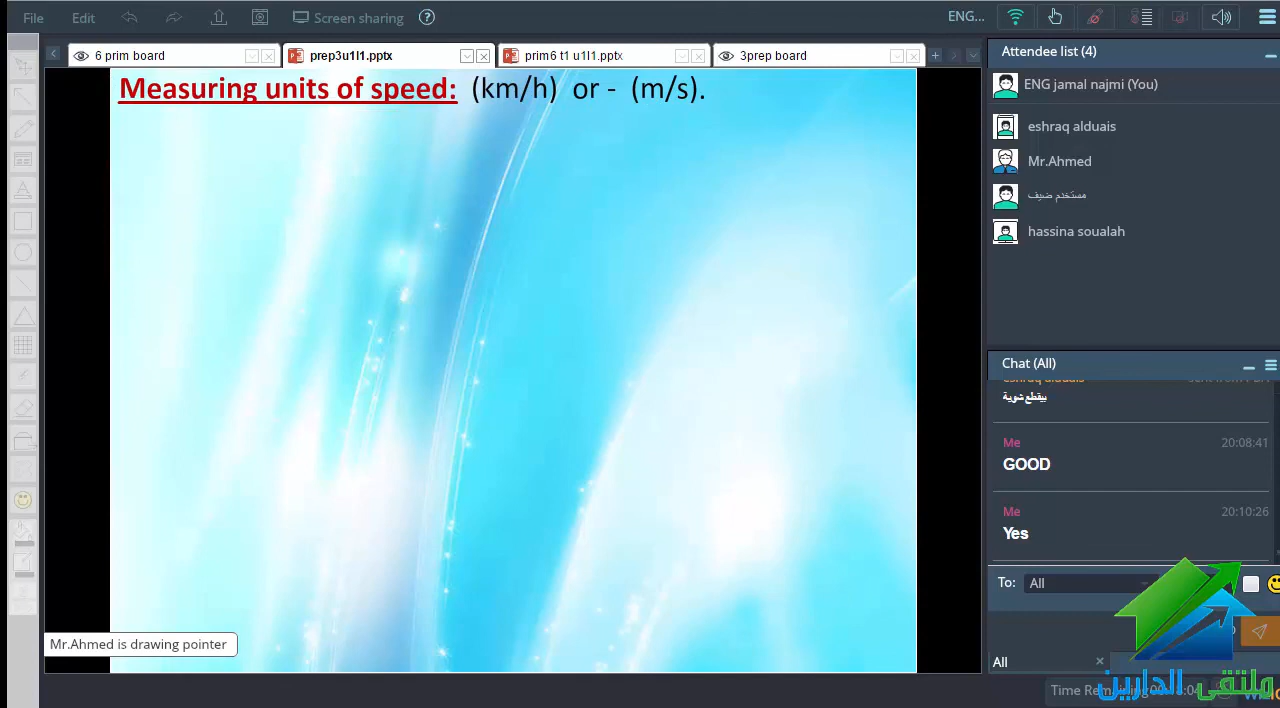 File Edit Screen sharing ENG...
6 prim board prep3u1l1.pptx prim6 t1 u1l1.pptx 3prep board
Measuring units of speed: (km/h) or - (m/s).
Mr.Ahmed is drawing pointer
Attendee list (4)
ENG jamal najmi (You)
eshraq alduais
Mr.Ahmed
مستخدم ضيف
hassina soualah
Chat (All)
eshraq alduais
بيقطع شوية
Me 20:08:41
GOOD
Me 20:10:26
Yes
To: All
All
ملتقى الدارين